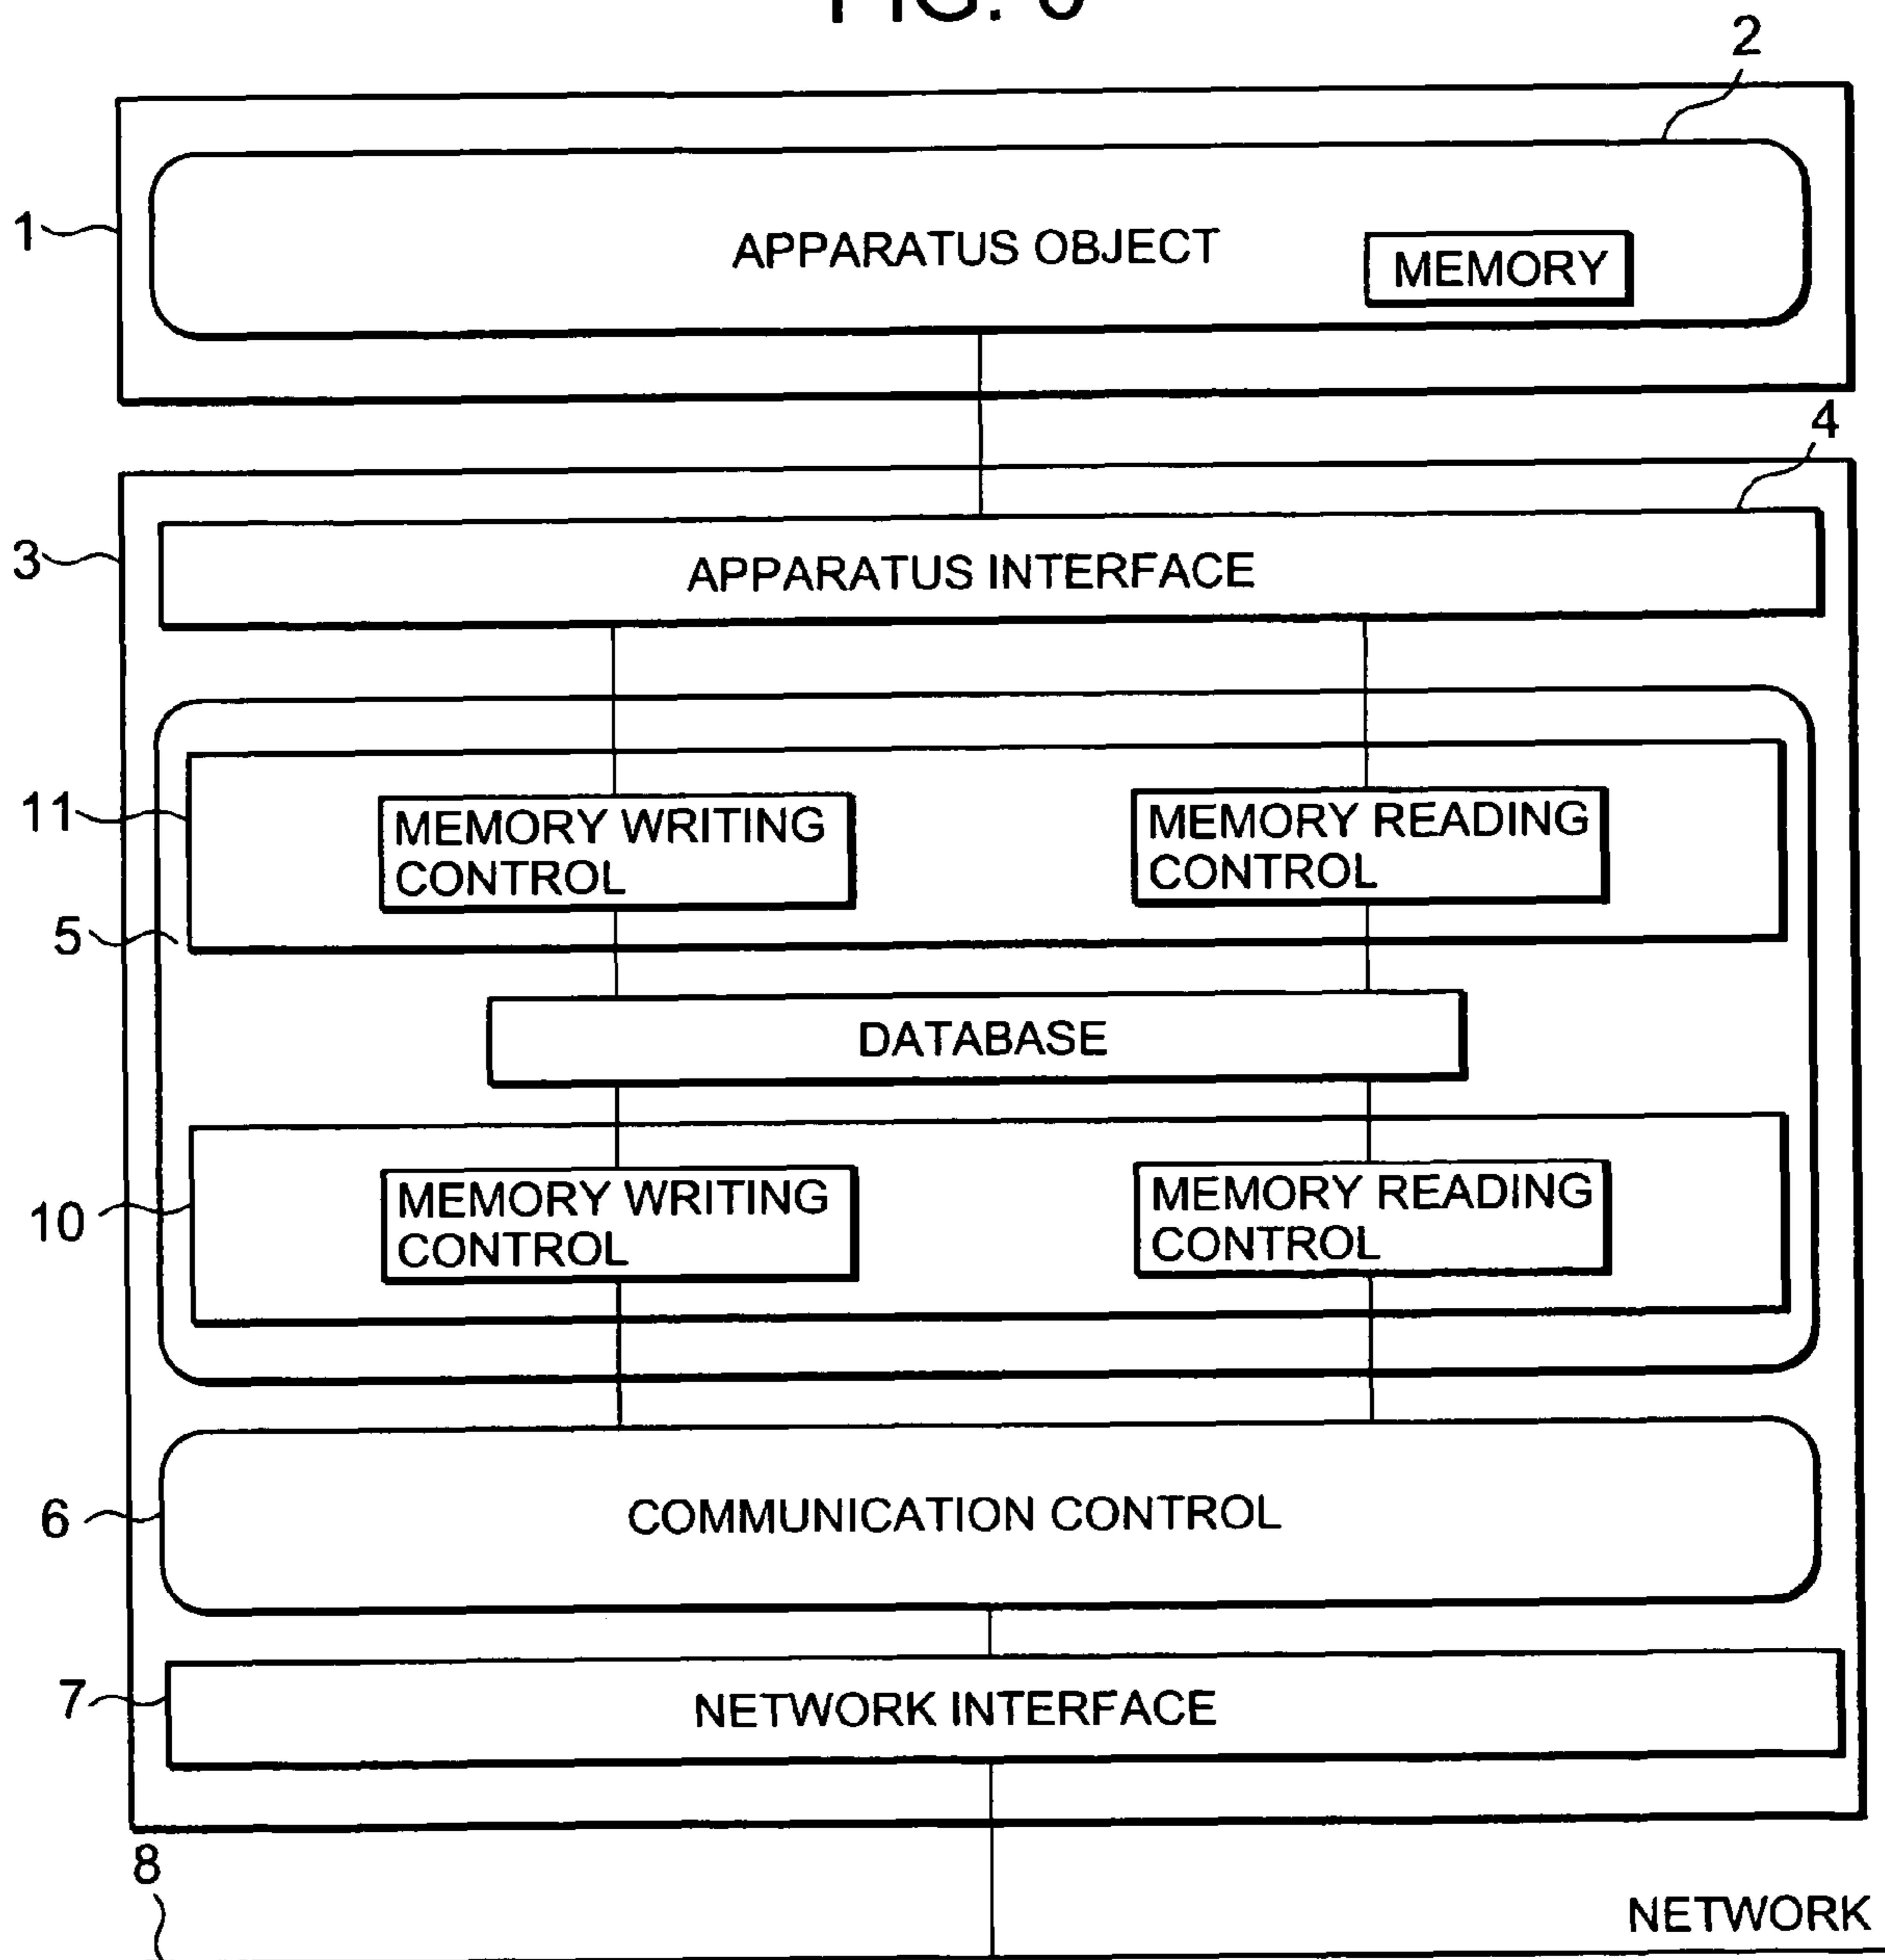 FIG.
2
1
APPARATUS OBJECT
MEMORY
4
3
APPARATUS INTERFACE
11
MEMORY WRITING
CONTROL
MEMORY READING
CONTROL
5
DATABASE
10
MEMORY WRITING
CONTROL
MEMORY READING
CONTROL
6
COMMUNICATION CONTROL
7
NETWORK INTERFACE
8
NETWORK